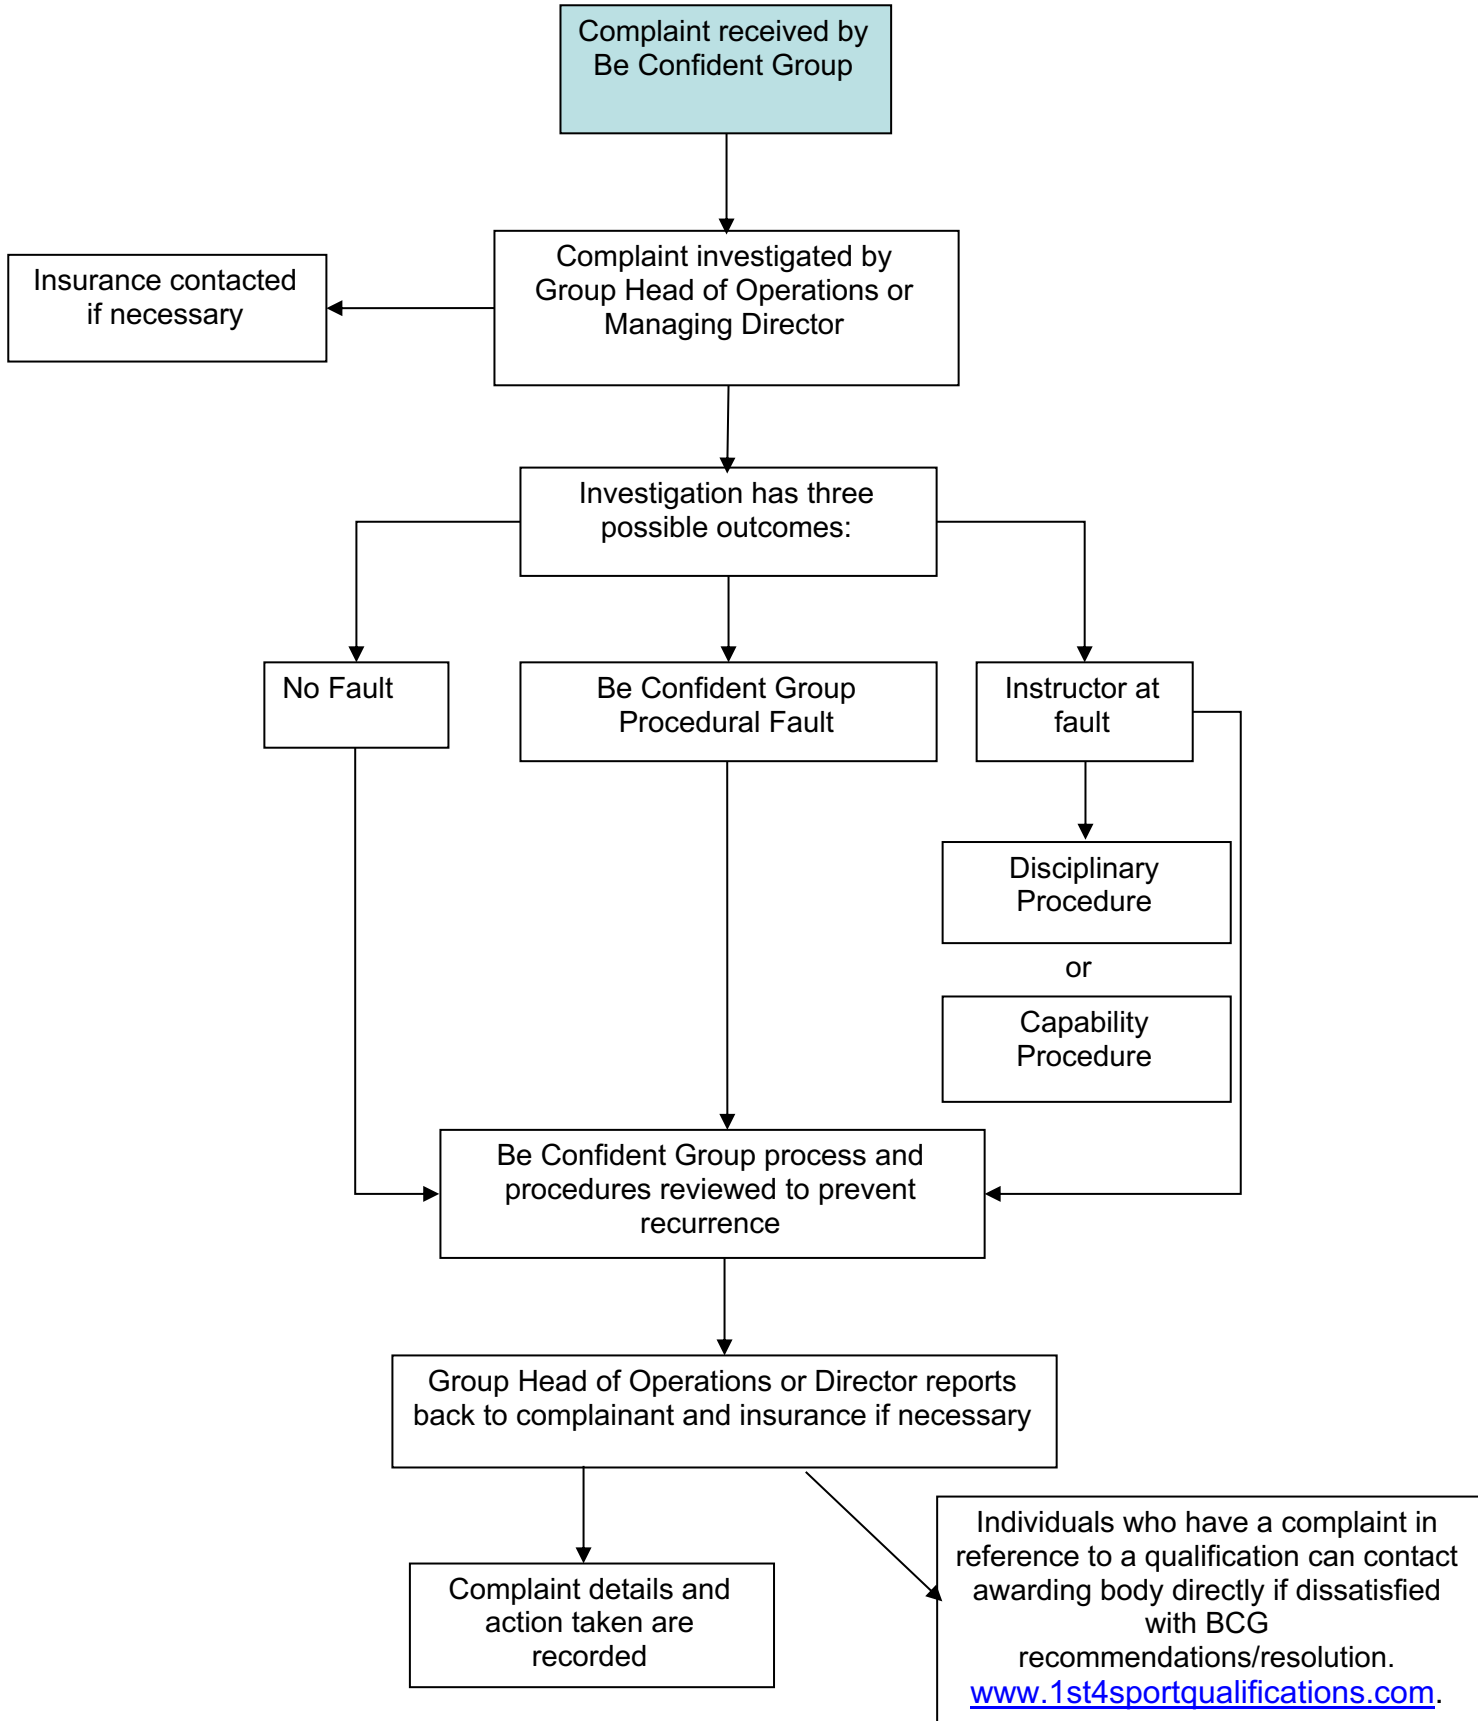 Complaint received by
Be Confident Group
Insurance contacted
if necessary
Complaint investigated by
Group Head of Operations or
Managing Director
Investigation has three
possible outcomes:
No Fault
Be Confident Group
Procedural Fault
Instructor at
fault
Disciplinary
Procedure
or
Capability
Procedure
Be Confident Group process and
procedures reviewed to prevent
recurrence
Group Head of Operations or Director reports
back to complainant and insurance if necessary
Complaint details and
action taken are
recorded
Individuals who have a complaint in
reference to a qualification can contact
awarding body directly if dissatisfied
with BCG
recommendations/resolution.
www.1st4sportqualifications.com.